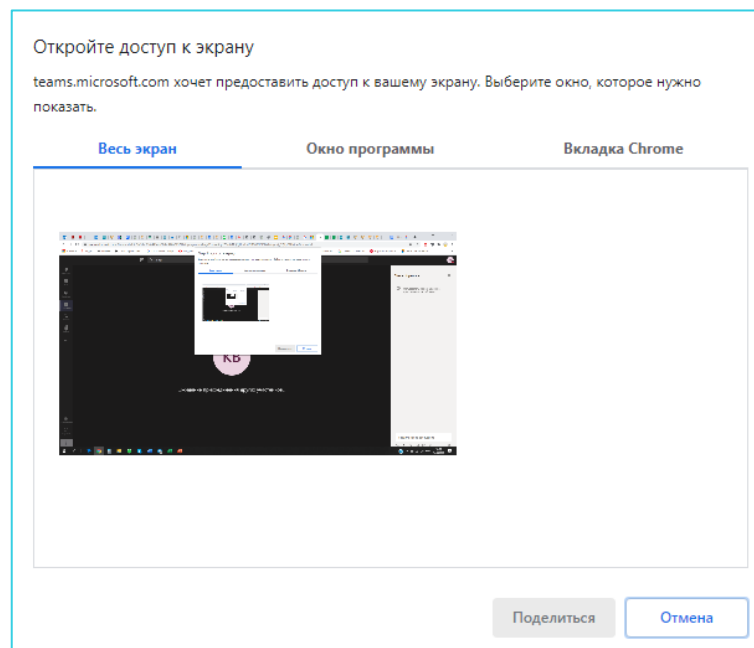 Откройте доступ к экрану
teams.microsoft.com хочет предоставить доступ к вашему экрану. Выберите окно, которое нужно
показать.
Весь экран Окно программы Вкладка Chrome
КВ
Поделиться Отмена